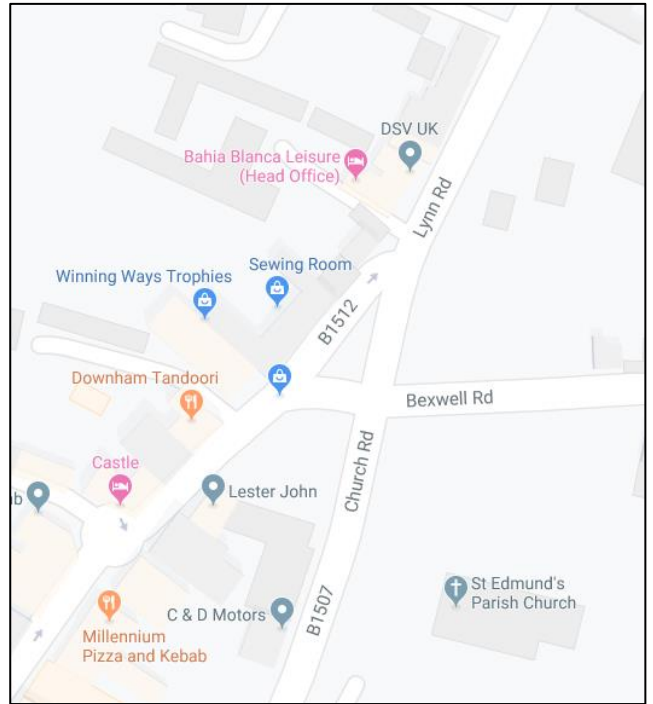 DSV UK
Bahia Blanca Leisure
(Head Office)
Lynn Rd
Sewing Room
Winning Ways Trophies
B1512
Downham Tandoori
Bexwell Rd
Castle
Church Rd
Lester John
St Edmund's
Parish Church
C & D Motors
B1507
Millennium
Pizza and Kebab